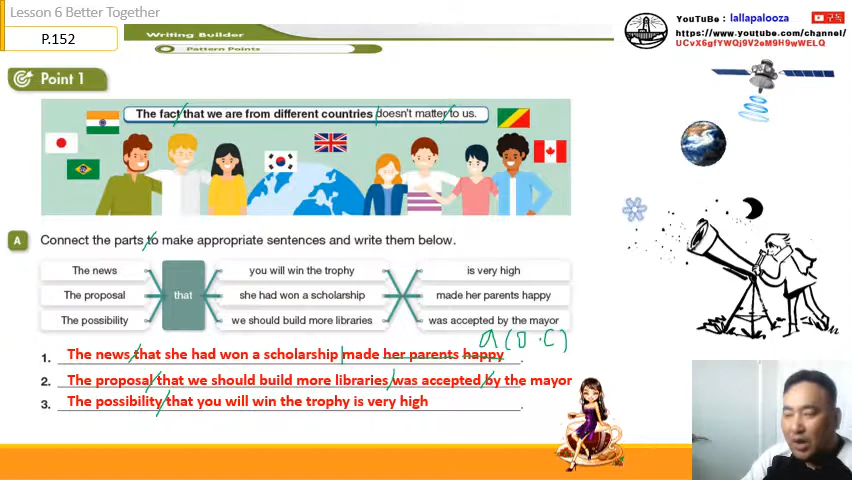 Lesson 6 Better Together
P.152
Writing Builder
Pattern Points
YouTuBe : lallapalooza
구독
https://www.youtube.com/channel/
UCvX6gfYWQj9V2eM9H9wWELQ
Point 1
The fact that we are from different countries doesn't matter to us.
A Connect the parts to make appropriate sentences and write them below.
The news you will win the trophy is very high
The proposal that she had won a scholarship made her parents happy
The possibility we should build more libraries was accepted by the mayor
a (O.C)
1. The news that she had won a scholarship made her parents happy.
2. The proposal that we should build more libraries was accepted by the mayor
3. The possibility that you will win the trophy is very high.